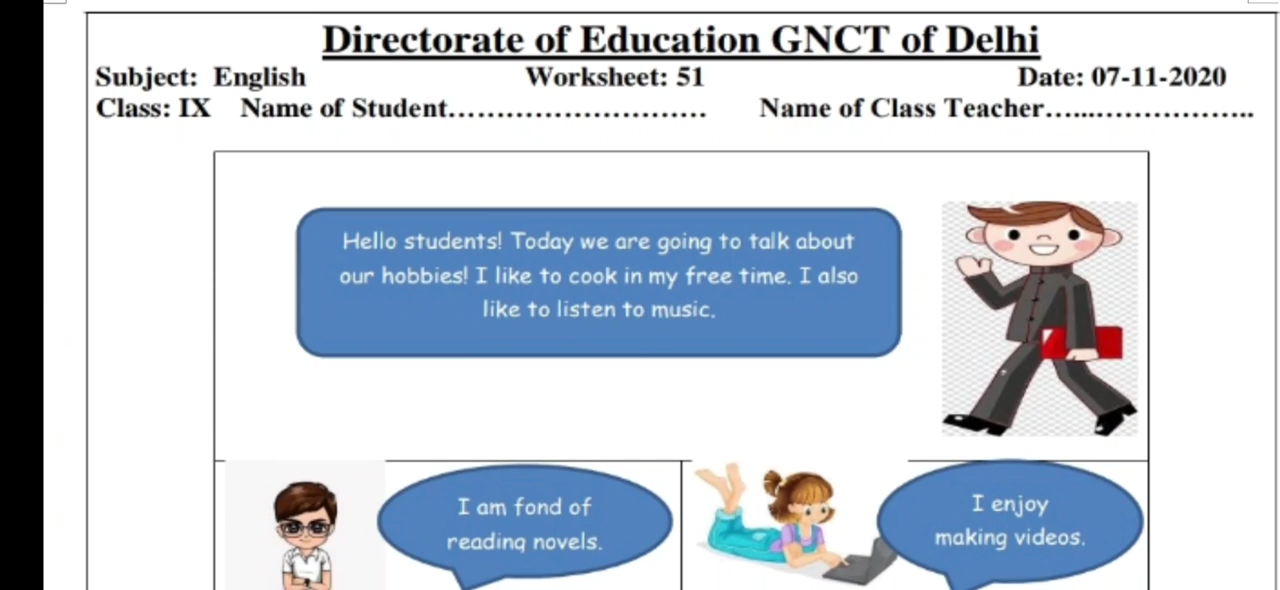 Directorate of Education GNCT of Delhi
Subject: English Worksheet: 51 Date: 07-11-2020
Class: IX Name of Student........................... Name of Class Teacher.......................
Hello students! Today we are going to talk about
our hobbies! I like to cook in my free time. I also
like to listen to music.
I am fond of
reading novels.
I enjoy
making videos.